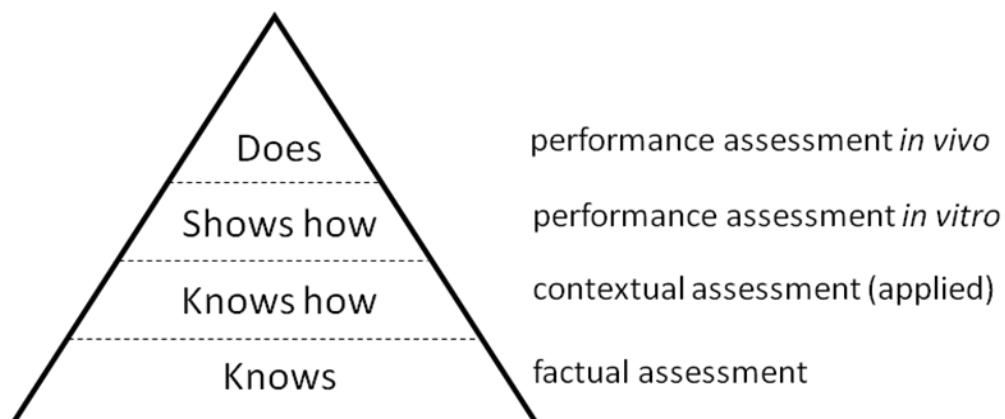 Does performance assessment in vivo
Shows how performance assessment in vitro
Knows how contextual assessment (applied)
Knows factual assessment